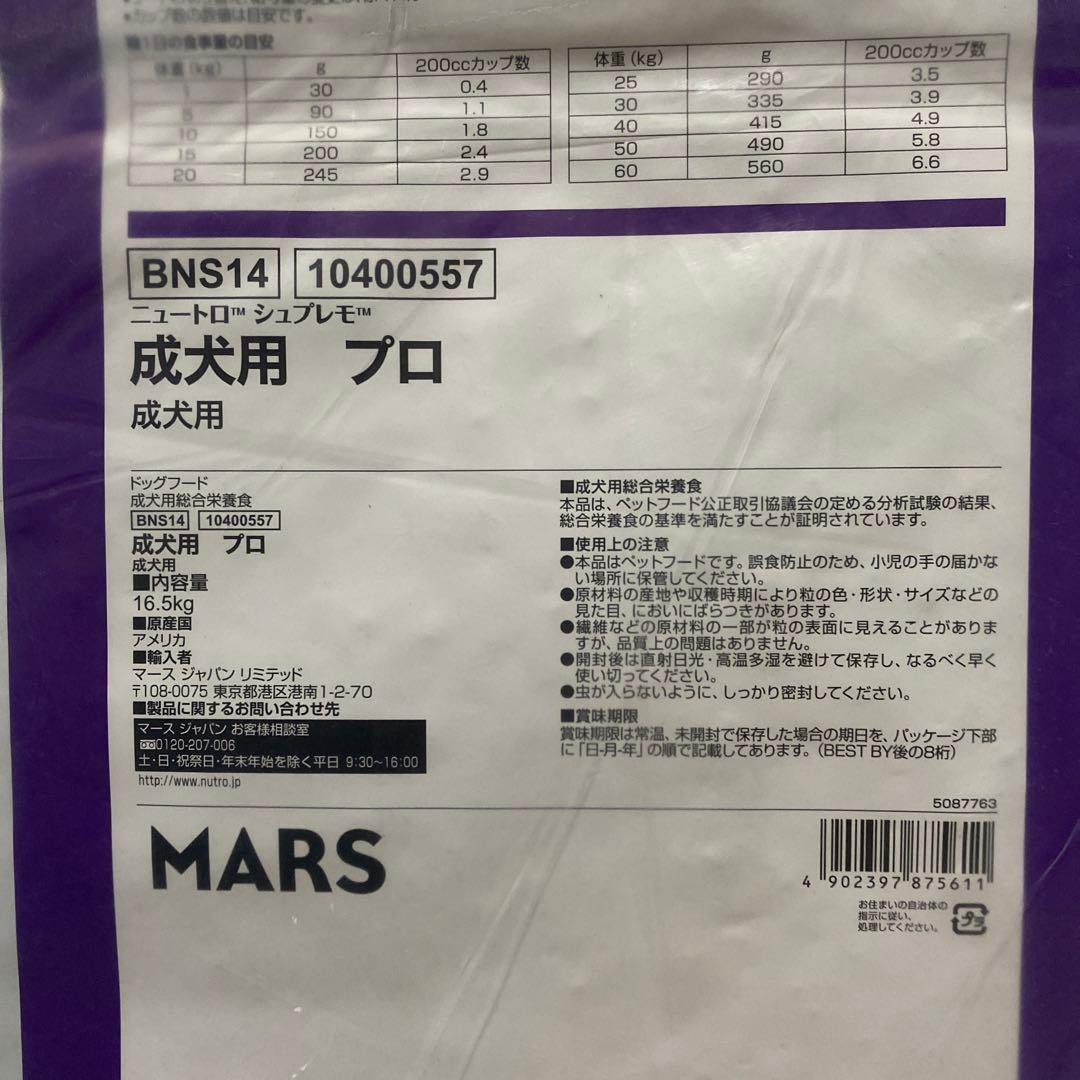 ●カップ数の数値は目安です。
■1日の食事量の目安
体重(kg) g 200ccカップ数
1 30 0.4
5 90 1.1
10 150 1.8
15 200 2.4
20 245 2.9
体重(kg) g 200ccカップ数
25 290 3.5
30 335 3.9
40 415 4.9
50 490 5.8
60 560 6.6
BNS14 10400557
ニュートロ™ シュプレモ™
成犬用 プロ
成犬用
ドッグフード
成犬用総合栄養食
BNS14 10400557
成犬用 プロ
成犬用
■内容量
16.5kg
■原産国
アメリカ
■輸入者
マース ジャパン リミテッド
〒108-0075 東京都港区港南1-2-70
■製品に関するお問い合わせ先
マース ジャパン お客様相談室
0120-207-006
土・日・祝祭日・年末年始を除く平日 9:30〜16:00
http://www.nutro.jp
■成犬用総合栄養食
本品は、ペットフード公正取引協議会の定める分析試験の結果、
総合栄養食の基準を満たすことが証明されています。
■使用上の注意
●本品はペットフードです。誤食防止のため、小児の手の届かな
い場所に保管してください。
●原材料の産地や収穫時期により粒の色・形状・サイズなどの
見た目、においにばらつきがあります。
●繊維などの原材料の一部が粒の表面に見えることがありま
すが、品質上の問題はありません。
●開封後は直射日光・高温多湿を避けて保存し、なるべく早く
使い切ってください。
●虫が入らないように、しっかり密封してください。
■賞味期限
賞味期限は常温、未開封で保存した場合の期日を、パッケージ下部
に「日-月-年」の順で記載してあります。(BEST BY後の8桁)
5087763
MARS
4 902397 875611
お住まいの自治体の
指示に従い、
処理してください。
プラ